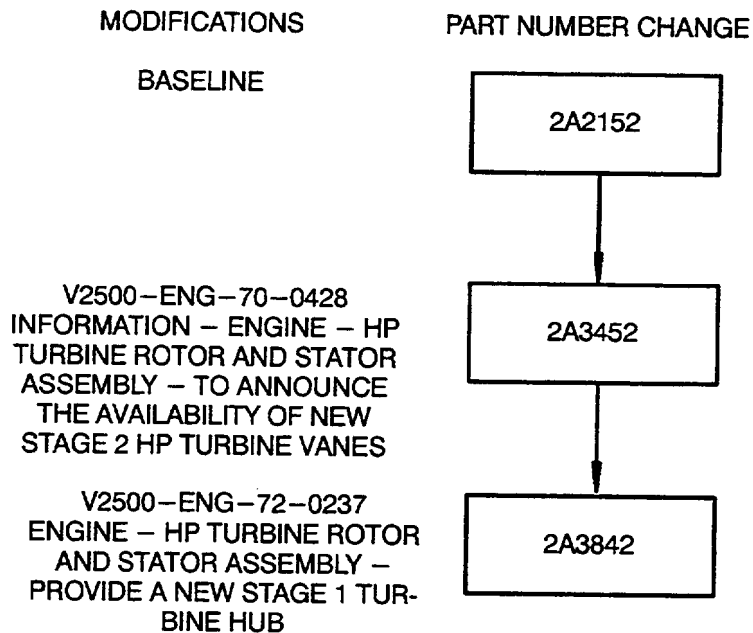 MODIFICATIONS
PART NUMBER CHANGE
BASELINE
2A2152
V2500–ENG–70–0428
INFORMATION – ENGINE – HP
TURBINE ROTOR AND STATOR
ASSEMBLY – TO ANNOUNCE
THE AVAILABILITY OF NEW
STAGE 2 HP TURBINE VANES
2A3452
V2500–ENG–72–0237
ENGINE – HP TURBINE ROTOR
AND STATOR ASSEMBLY –
PROVIDE A NEW STAGE 1 TUR-
BINE HUB
2A3842